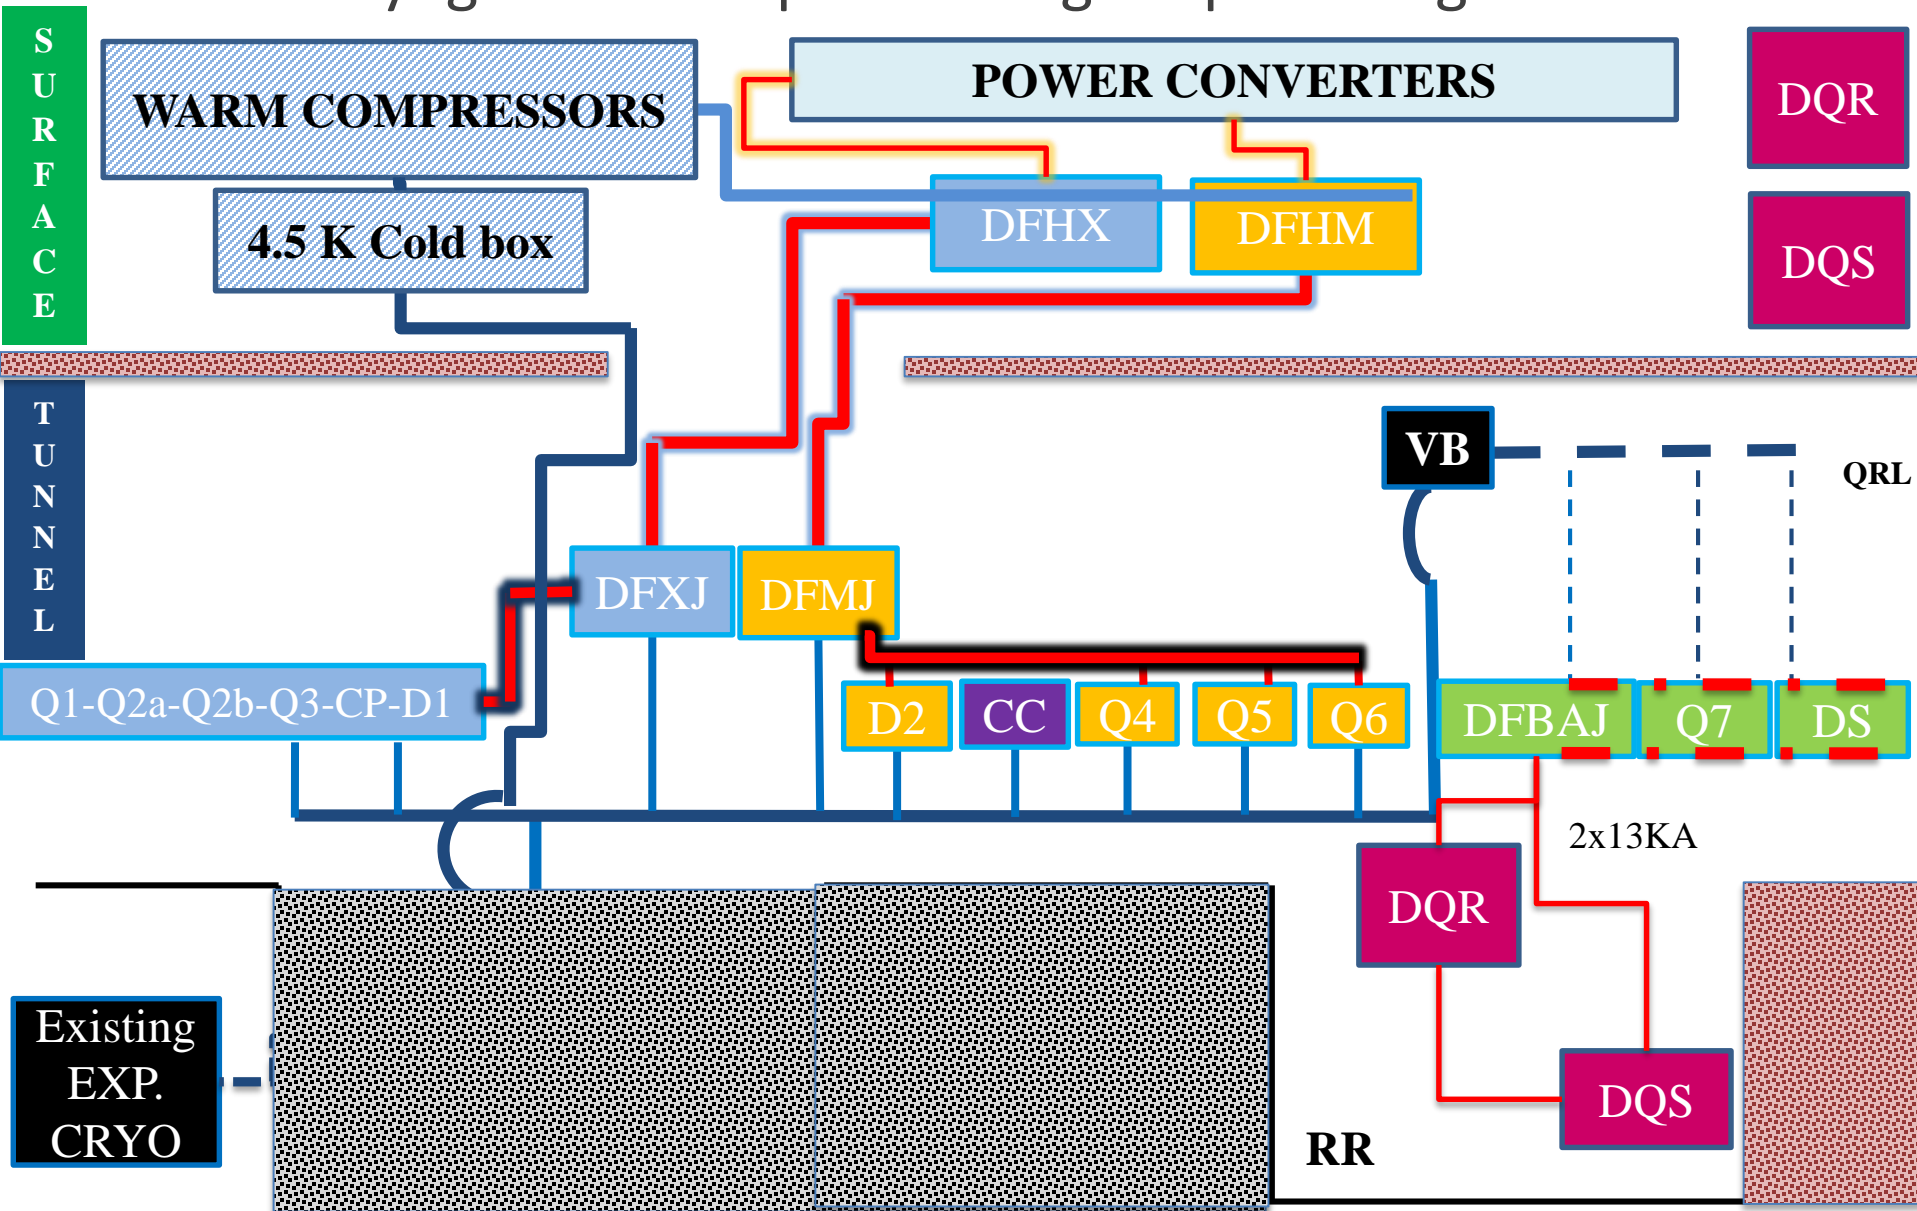 SURFACE
WARM COMPRESSORS
POWER CONVERTERS
DQR
4.5 K Cold box
DFHX
DFHM
DQS
TUNNEL
VB
QRL
DFXJ
DFMJ
Q1-Q2a-Q2b-Q3-CP-D1
D2
CC
Q4
Q5
Q6
DFBAJ
Q7
DS
2x13KA
DQR
Existing
EXP.
CRYO
DQS
RR